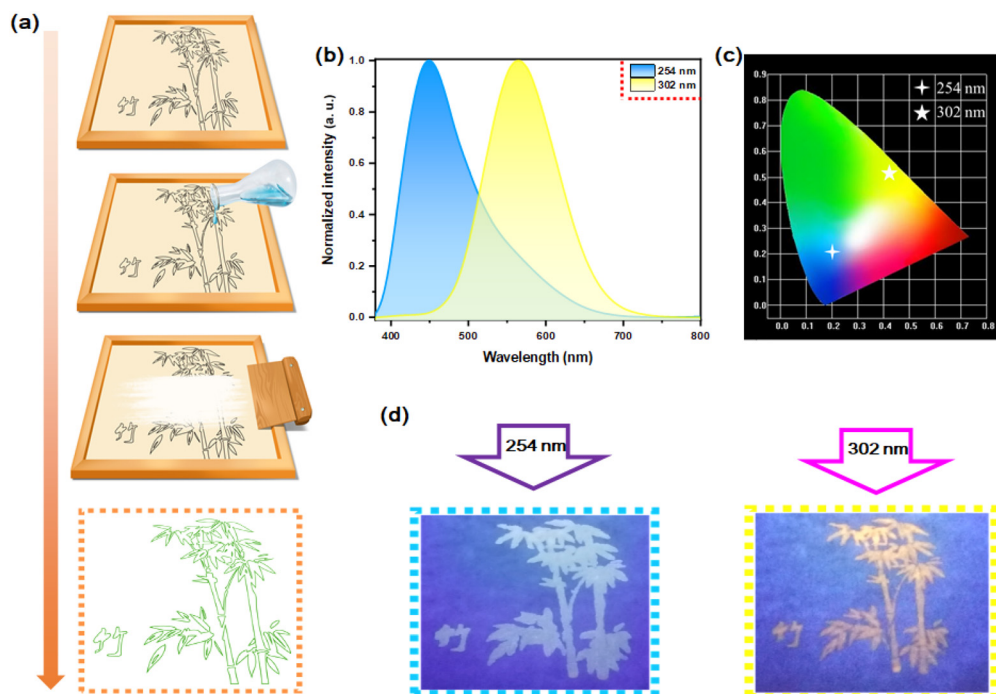 (a)
竹
竹
竹
竹
(b)
254 nm
302 nm
Normalized intensity (a. u.)
1.0
0.8
0.6
0.4
0.2
0.0
400 500 600 700 800
Wavelength (nm)
(c)
254 nm
302 nm
0.9
0.8
0.7
0.6
0.5
0.4
0.3
0.2
0.1
0.0
0.0 0.1 0.2 0.3 0.4 0.5 0.6 0.7 0.8
(d)
254 nm
302 nm
竹
竹